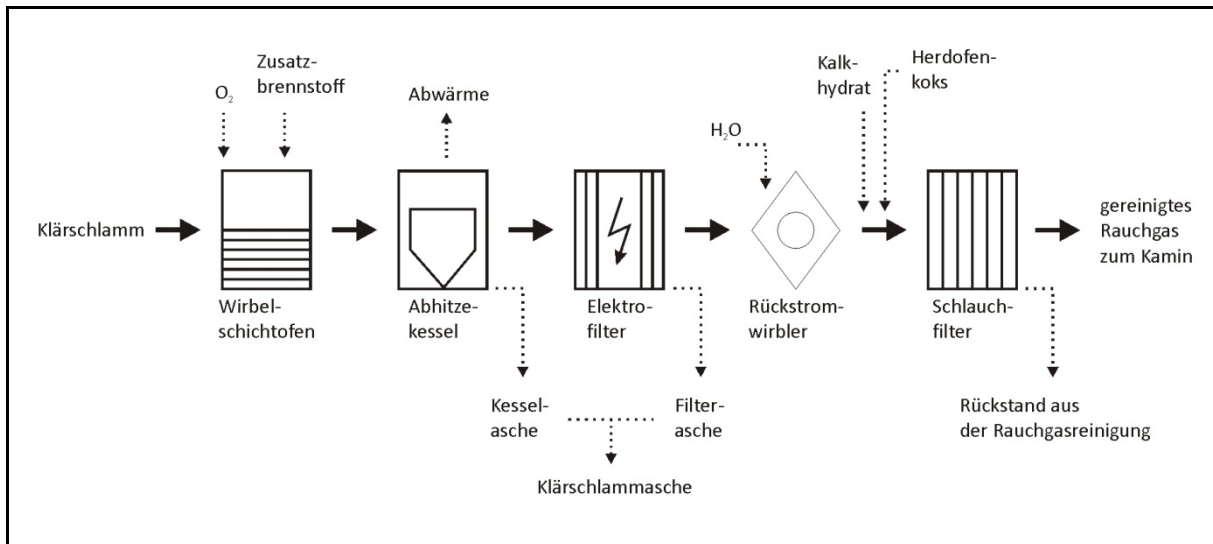 O₂
Zusatz-
brennstoff
Abwärme
H₂O
Kalk-
hydrat
Herdofen-
koks
Klärschlamm
gereinigtes
Rauchgas
zum Kamin
Wirbel-
schichtofen
Abhitze-
kessel
Elektro-
filter
Rückstrom-
wirbler
Schlauch-
filter
Kessel-
asche
Filter-
asche
Rückstand aus
der Rauchgasreinigung
Klärschlammasche